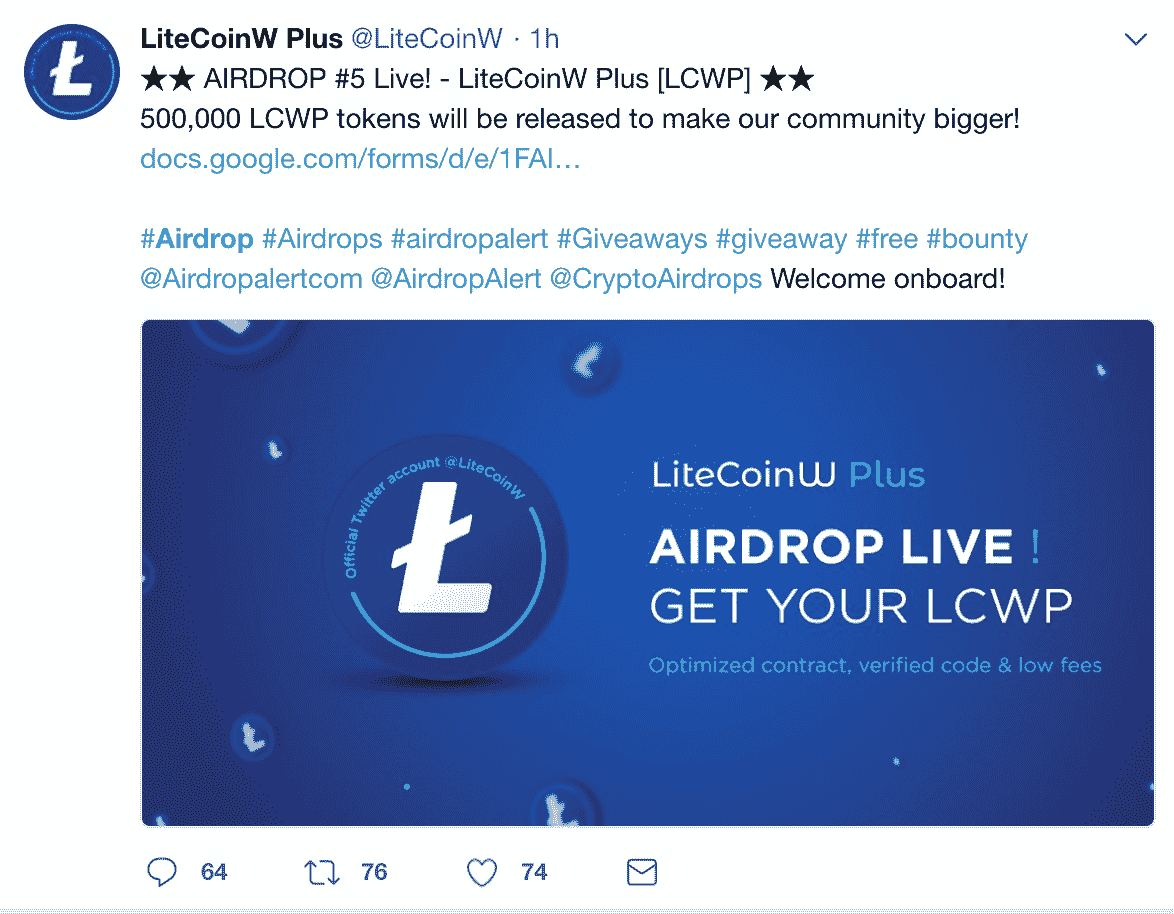 LiteCoinW Plus @LiteCoinW · 1h
★★ AIRDROP #5 Live! - LiteCoinW Plus [LCWP] ★★
500,000 LCWP tokens will be released to make our community bigger!
docs.google.com/forms/d/e/1FAI…
#Airdrop #Airdrops #airdropalert #Giveaways #giveaway #free #bounty
@Airdropalertcom @AirdropAlert @CryptoAirdrops Welcome onboard!
Official Twitter account @LiteCoinW
LiteCoinW Plus
AIRDROP LIVE !
GET YOUR LCWP
Optimized contract, verified code & low fees
64 76 74